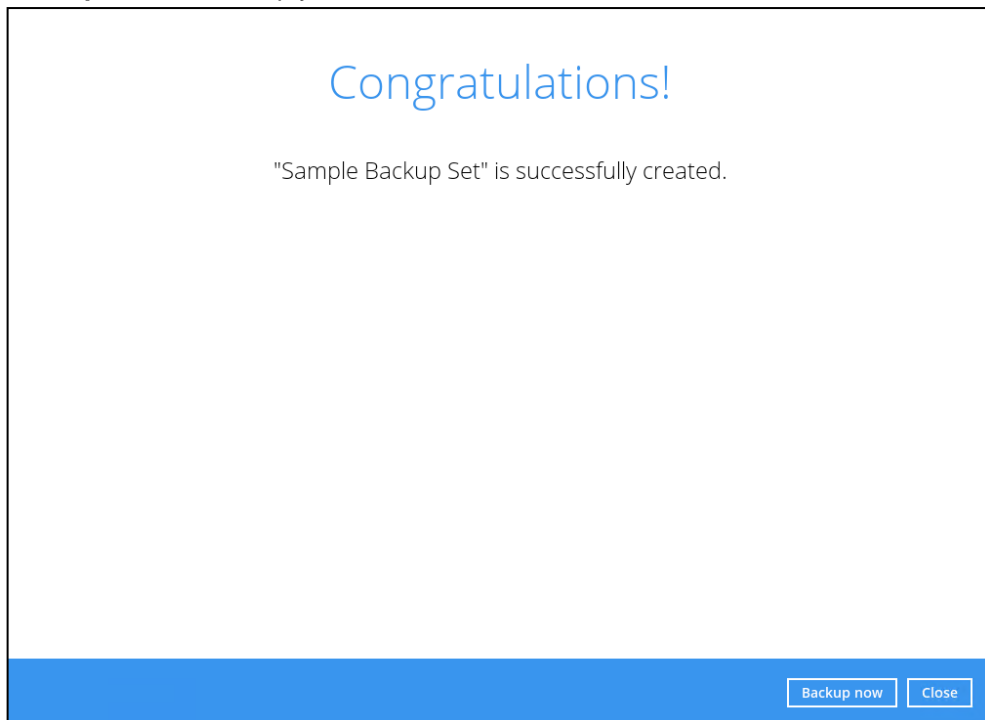 Congratulations!
"Sample Backup Set" is successfully created.
Backup now
Close